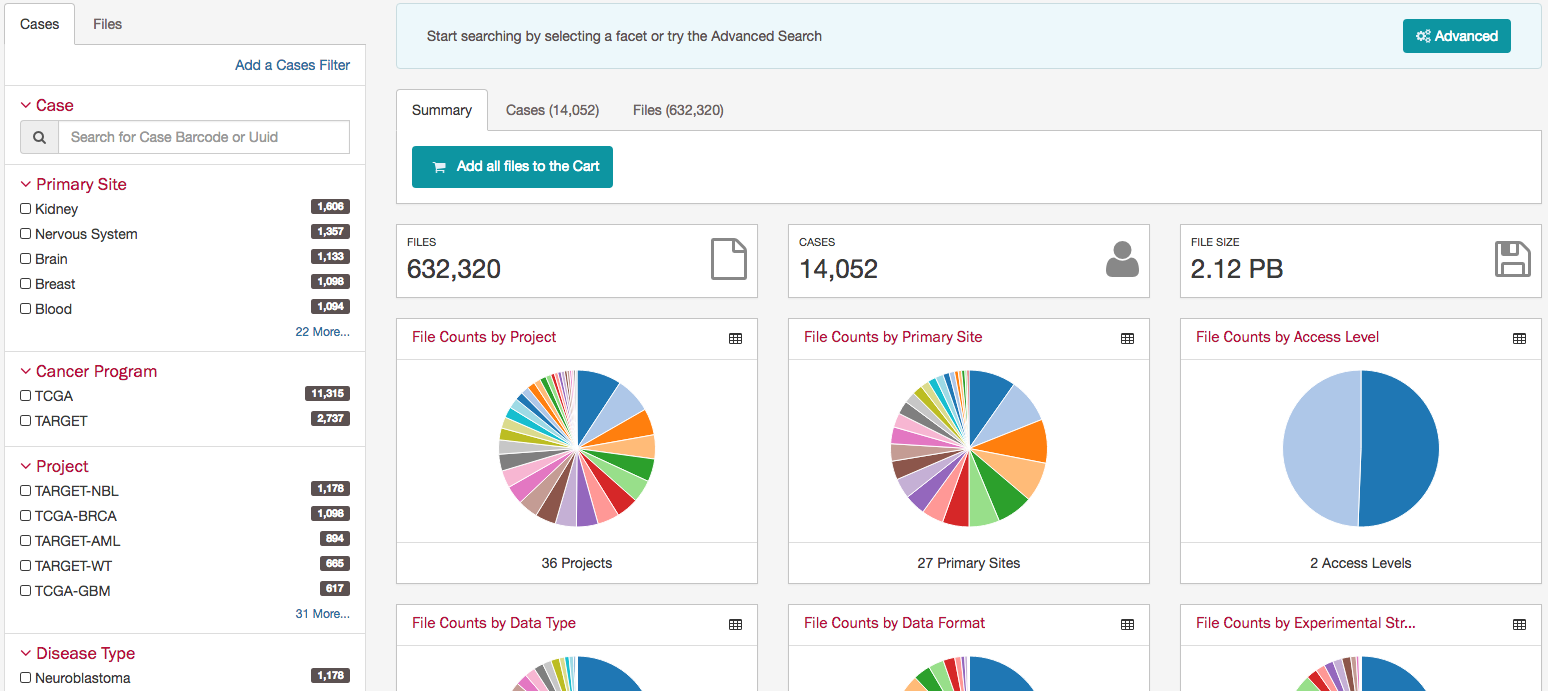 Cases
Files
Add a Cases Filter
Case
Search for Case Barcode or Uuid
Primary Site
Kidney 1,606
Nervous System 1,357
Brain 1,133
Breast 1,098
Blood 1,094
22 More...
Cancer Program
TCGA 11,315
TARGET 2,737
Project
TARGET-NBL 1,178
TCGA-BRCA 1,098
TARGET-AML 894
TARGET-WT 665
TCGA-GBM 617
31 More...
Disease Type
Neuroblastoma 1,178
Start searching by selecting a facet or try the Advanced Search
Advanced
Summary
Cases (14,052)
Files (632,320)
Add all files to the Cart
FILES
632,320
CASES
14,052
FILE SIZE
2.12 PB
File Counts by Project
36 Projects
File Counts by Primary Site
27 Primary Sites
File Counts by Access Level
2 Access Levels
File Counts by Data Type
File Counts by Data Format
File Counts by Experimental Str...